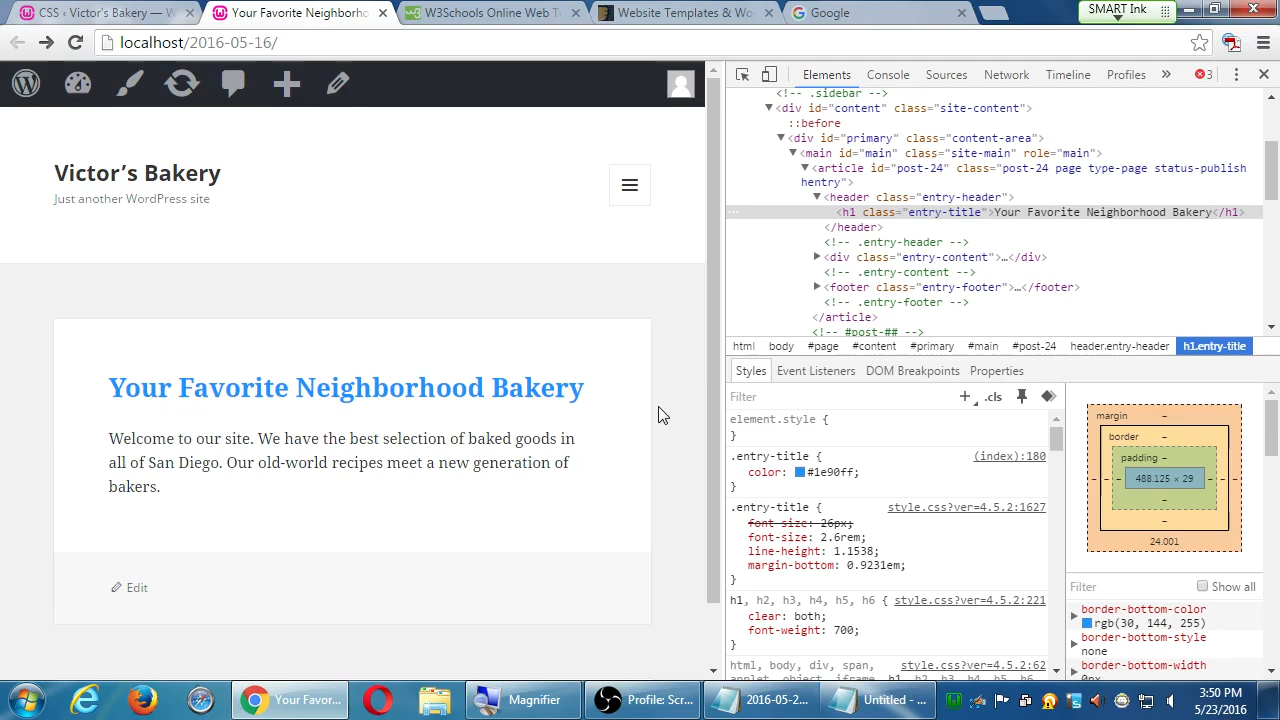 CSS ‹ Victor's Bakery — W
Your Favorite Neighborho
W3Schools Online Web T
Website Templates & Wo
Google
SMART Ink
localhost/2016-05-16/
Victor's Bakery
Just another WordPress site
Your Favorite Neighborhood Bakery
Welcome to our site. We have the best selection of baked goods in
all of San Diego. Our old-world recipes meet a new generation of
bakers.
Edit
Elements Console Sources Network Timeline Profiles » 3
<!-- .sidebar -->
<div id="content" class="site-content">
::before
<div id="primary" class="content-area">
<main id="main" class="site-main" role="main">
<article id="post-24" class="post-24 page type-page status-publish
hentry">
<header class="entry-header">
<h1 class="entry-title">Your Favorite Neighborhood Bakery</h1>
</header>
<!-- .entry-header -->
<div class="entry-content">…</div>
<!-- .entry-content -->
<footer class="entry-footer">…</footer>
<!-- .entry-footer -->
</article>
<!-- #post-## -->
html body #page #content #primary #main #post-24 header.entry-header h1.entry-title
Styles Event Listeners DOM Breakpoints Properties
Filter + .cls
element.style {
}
.entry-title { (index):180
color: #1e90ff;
}
.entry-title { style.css?ver=4.5.2:1627
font-size: 26px;
font-size: 2.6rem;
line-height: 1.1538;
margin-bottom: 0.9231em;
}
h1, h2, h3, h4, h5, h6 { style.css?ver=4.5.2:221
clear: both;
font-weight: 700;
}
html, body, div, span, style.css?ver=4.5.2:62
applet, object, iframe, h1, h2, h3, h4, h5,
margin –
border –
padding –
488.125 × 29
–
–
24.001
Filter Show all
border-bottom-color
rgb(30, 144, 255)
border-bottom-style
none
border-bottom-width
0px
Your Favor...
Magnifier
Profile: Scr...
2016-05-2...
Untitled - ...
3:50 PM
5/23/2016